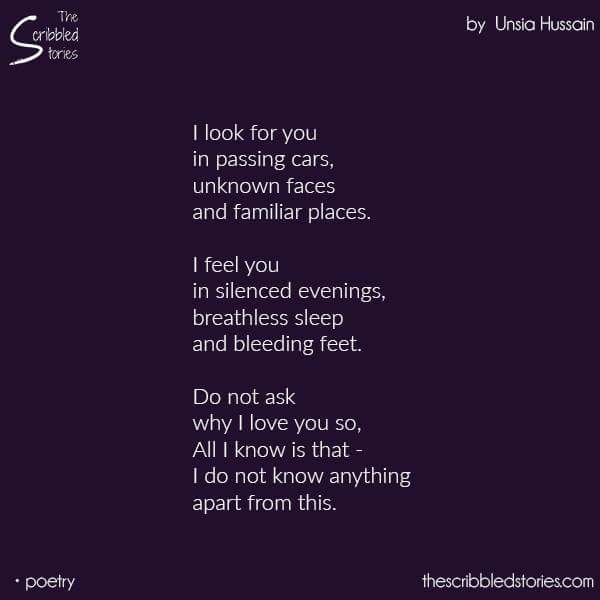 The
Scribbled
Stories
by Unsia Hussain
I look for you
in passing cars,
unknown faces
and familiar places.
I feel you
in silenced evenings,
breathless sleep
and bleeding feet.
Do not ask
why I love you so,
All I know is that -
I do not know anything
apart from this.
• poetry
thescribbledstories.com